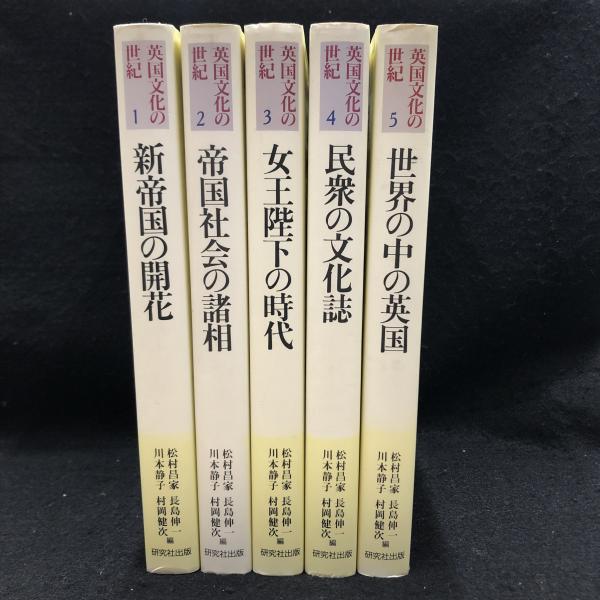 英国文化の
世紀
1
新帝国の開花
松村昌家 長島伸一
川本静子 村岡健次 編
研究社出版
英国文化の
世紀
2
帝国社会の諸相
松村昌家 長島伸一
川本静子 村岡健次 編
研究社出版
英国文化の
世紀
3
女王陛下の時代
松村昌家 長島伸一
川本静子 村岡健次 編
研究社出版
英国文化の
世紀
4
民衆の文化誌
松村昌家 長島伸一
川本静子 村岡健次 編
研究社出版
英国文化の
世紀
5
世界の中の英国
松村昌家 長島伸一
川本静子 村岡健次 編
研究社出版